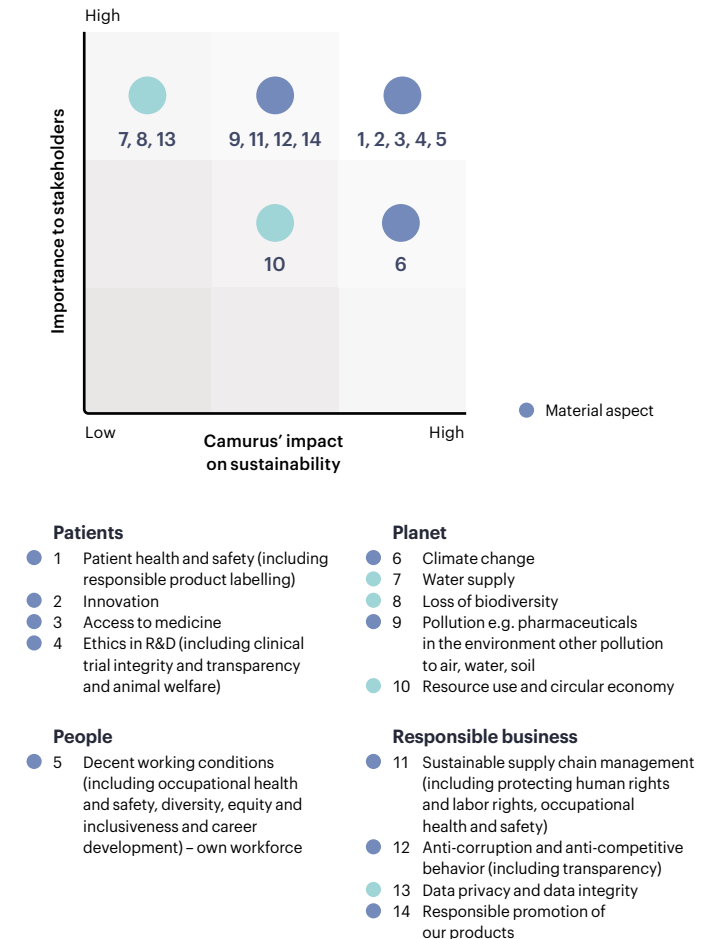 High
Importance to stakeholders
7, 8, 13
9, 11, 12, 14
1, 2, 3, 4, 5
10
6
Material aspect
Low
Camurus’ impact
on sustainability
High
Patients
1 Patient health and safety (including
responsible product labelling)
2 Innovation
3 Access to medicine
4 Ethics in R&D (including clinical
trial integrity and transparency
and animal welfare)
People
5 Decent working conditions
(including occupational health
and safety, diversity, equity and
inclusiveness and career
development) – own workforce
Planet
6 Climate change
7 Water supply
8 Loss of biodiversity
9 Pollution e.g. pharmaceuticals
in the environment other pollution
to air, water, soil
10 Resource use and circular economy
Responsible business
11 Sustainable supply chain management
(including protecting human rights
and labor rights, occupational
health and safety)
12 Anti-corruption and anti-competitive
behavior (including transparency)
13 Data privacy and data integrity
14 Responsible promotion of
our products